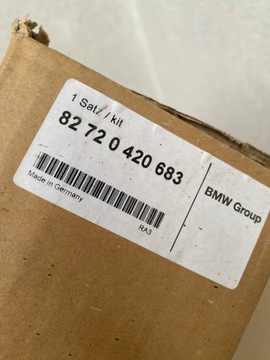 1 Satz / kit
82 72 0 420 683
Made in Germany
RA3
BMW Group